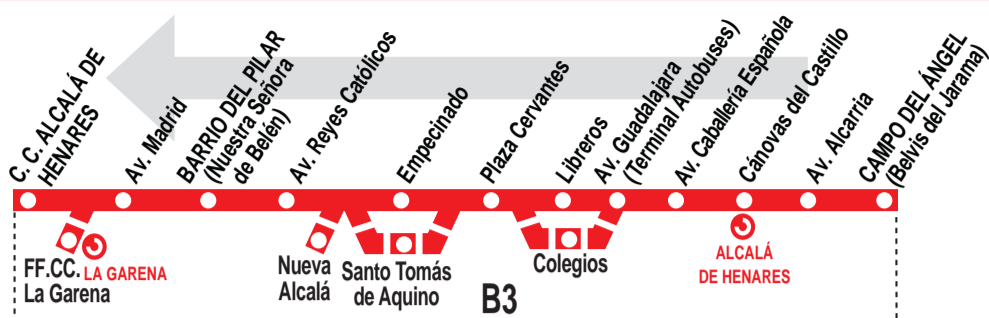 C. C. ALCALÁ DE
HENARES
Av. Madrid
BARRIO DEL PILAR
(Nuestra Señora
de Belén)
Av. Reyes Católicos
Empecinado
Plaza Cervantes
Libreros
Av. Guadalajara
(Terminal Autobuses)
Av. Caballería Española
Cánovas del Castillo
Av. Alcarria
CAMPO DEL ÁNGEL
(Belvis del Jarama)
FF.CC.
La Garena
LA GARENA
Nueva
Alcalá
Santo Tomás
de Aquino
Colegios
ALCALÁ
DE HENARES
B3